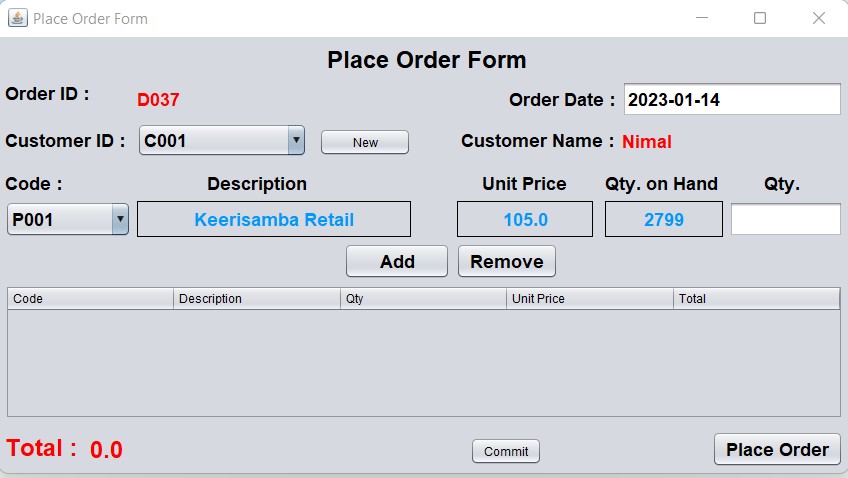 Place Order Form
Place Order Form
Order ID : D037 Order Date : 2023-01-14
Customer ID : C001 New Customer Name : Nimal
Code : Description Unit Price Qty. on Hand Qty.
P001 Keerisamba Retail 105.0 2799
Add Remove
Code Description Qty Unit Price Total
Total : 0.0 Commit Place Order